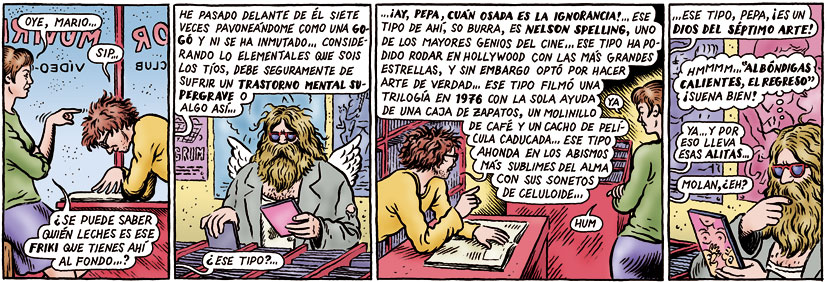 OYE, MARIO...
SIP...
¿SE PUEDE SABER
QUIÉN LECHES ES ESE
FRIKI QUE TIENES AHÍ
AL FONDO...?
VIDEO-
CLUB
HE PASADO DELANTE DE ÉL SIETE
VECES PAVONEÁNDOME COMO UNA GO-
GÓ Y NI SE HA INMUTADO... CONSIDE-
RANDO LO ELEMENTALES QUE SOIS
LOS TÍOS, DEBE SEGURAMENTE DE
SUFRIR UN TRASTORNO MENTAL SU-
PERGRAVE O
ALGO ASÍ...
¿ESE TIPO?...
...¡AY, PEPA, CUÁN OSADA ES LA IGNORANCIA!... ESE
TIPO DE AHÍ, SO BURRA, ES NELSON SPELLING, UNO
DE LOS MAYORES GENIOS DEL CINE... ESE TIPO HA PO-
DIDO RODAR EN HOLLYWOOD CON LAS MÁS GRANDES
ESTRELLAS, Y SIN EMBARGO OPTÓ POR HACER
ARTE DE VERDAD... ESE TIPO FILMÓ UNA
TRILOGÍA EN 1976 CON LA SOLA AYUDA
DE UNA CAJA DE ZAPATOS, UN MOLINILLO
DE CAFÉ Y UN CACHO DE PELÍ-
CULA CADUCADA... ESE TIPO
AHONDA EN LOS ABISMOS
MÁS SUBLIMES DEL ALMA
CON SUS SONETOS
DE CELULOIDE...
YA
HUM
...ESE TIPO, PEPA, ¡ES UN
DIOS DEL SÉPTIMO ARTE!
HMMMM..."ALBÓNDIGAS
CALIENTES, EL REGRESO"
¡SUENA BIEN!
YA... Y POR
ESO LLEVA
ESAS ALITAS...
MOLAN, ¿EH?